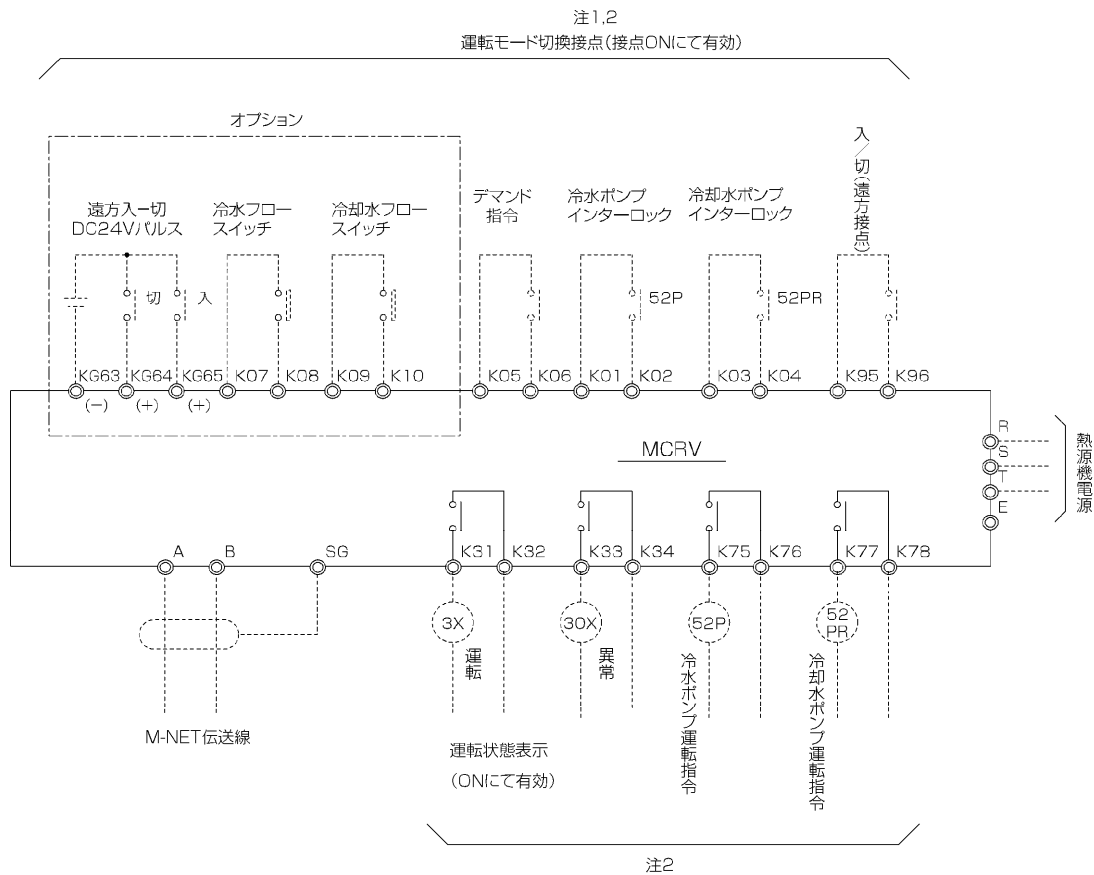 注1,2
運転モード切換接点(接点ONにて有効)
オプション
遠方入ー切
DC24Vパルス
冷水フロー
スイッチ
冷却水フロー
スイッチ
デマンド
指令
冷水ポンプ
インターロック
冷却水ポンプ
インターロック
入/切(遠方接点)
切
入
52P
52PR
KG63
KG64
KG65
K07
K08
K09
K10
K05
K06
K01
K02
K03
K04
K95
K96
(−)
(+)
(+)
MCRV
R
S
T
E
熱源機電源
A
B
SG
K31
K32
K33
K34
K75
K76
K77
K78
3X
30X
52P
52
PR
運転
異常
冷水ポンプ運転指令
冷却水ポンプ運転指令
M-NET伝送線
運転状態表示
(ONにて有効)
注2